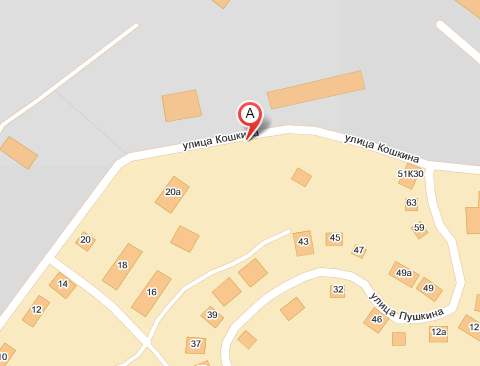 A
улица Кошкина
улица Кошкина
51К30
20а
63
59
20
43
45
47
18
49а
14
16
49
32
12
39
улица Пушкина
46
12а
12
37
10